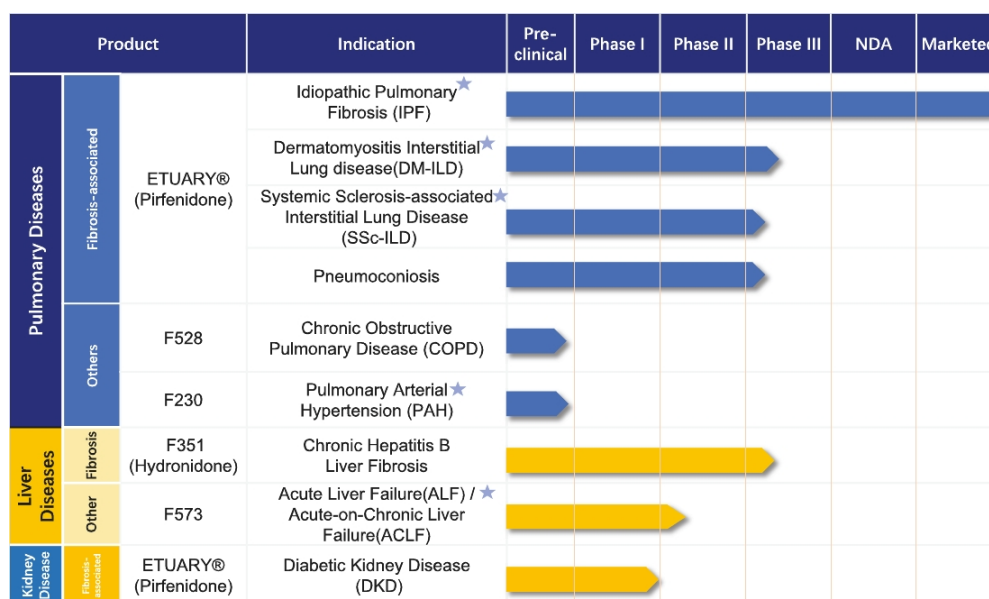 Product
Indication
Pre-
clinical
Phase I
Phase II
Phase III
NDA
Marketed
Pulmonary Diseases
Fibrosis-associated
ETUARY®
(Pirfenidone)
Idiopathic Pulmonary
Fibrosis (IPF)
Dermatomyositis Interstitial
Lung disease(DM-ILD)
Systemic Sclerosis-associated
Interstitial Lung Disease
(SSc-ILD)
Pneumoconiosis
Others
F528
Chronic Obstructive
Pulmonary Disease (COPD)
F230
Pulmonary Arterial
Hypertension (PAH)
Liver
Diseases
Fibrosis
F351
(Hydronidone)
Chronic Hepatitis B
Liver Fibrosis
Other
F573
Acute Liver Failure(ALF) /
Acute-on-Chronic Liver
Failure(ACLF)
Kidney
Disease
Fibrosis-
associated
ETUARY®
(Pirfenidone)
Diabetic Kidney Disease
(DKD)